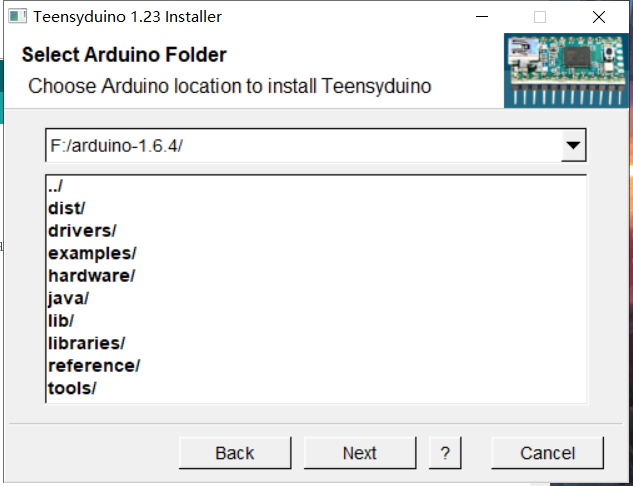 Teensyduino 1.23 Installer
Select Arduino Folder
Choose Arduino location to install Teensyduino
F:/arduino-1.6.4/
../
dist/
drivers/
examples/
hardware/
java/
lib/
libraries/
reference/
tools/
Back Next ? Cancel